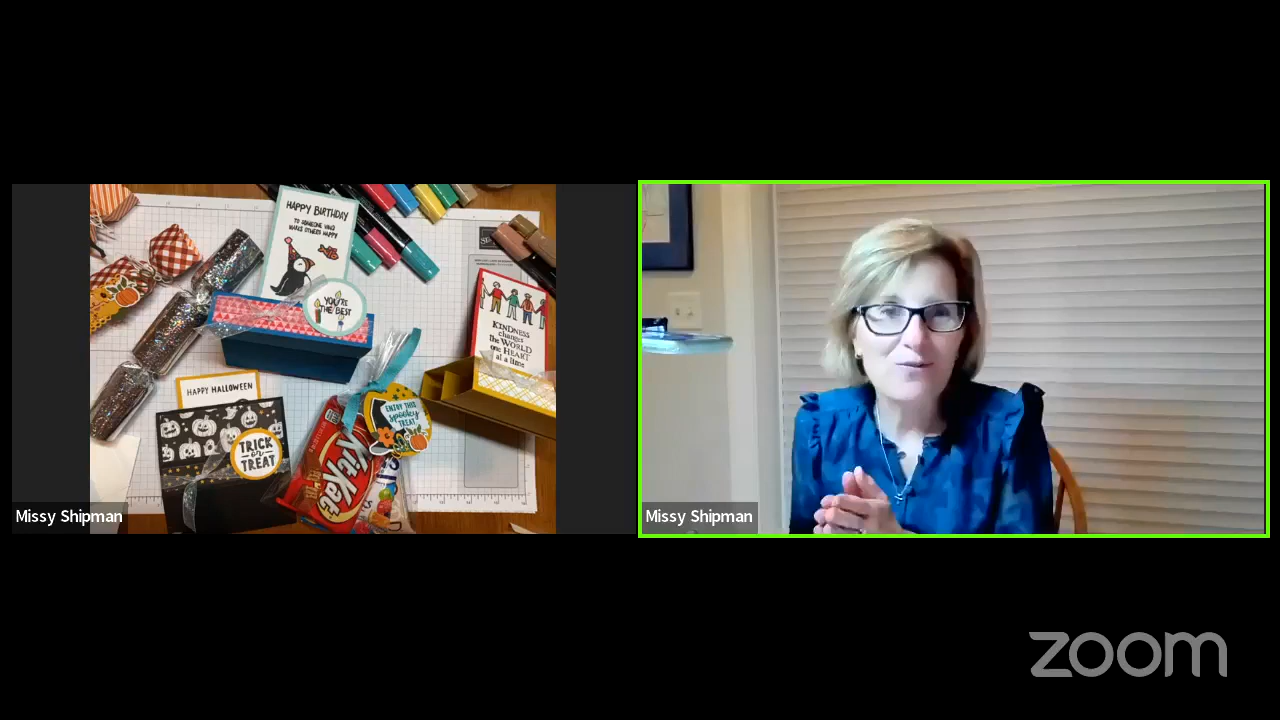 HAPPY BIRTHDAY
TO SOMEONE WHO
MAKES OTHERS HAPPY
YOU'RE
THE BEST
KINDNESS
changes
the WORLD
one HEART
at a time
HAPPY HALLOWEEN
TRICK
or
TREAT
ENJOY THIS
spooky
TREAT
KitKat
Missy Shipman
Missy Shipman
zoom